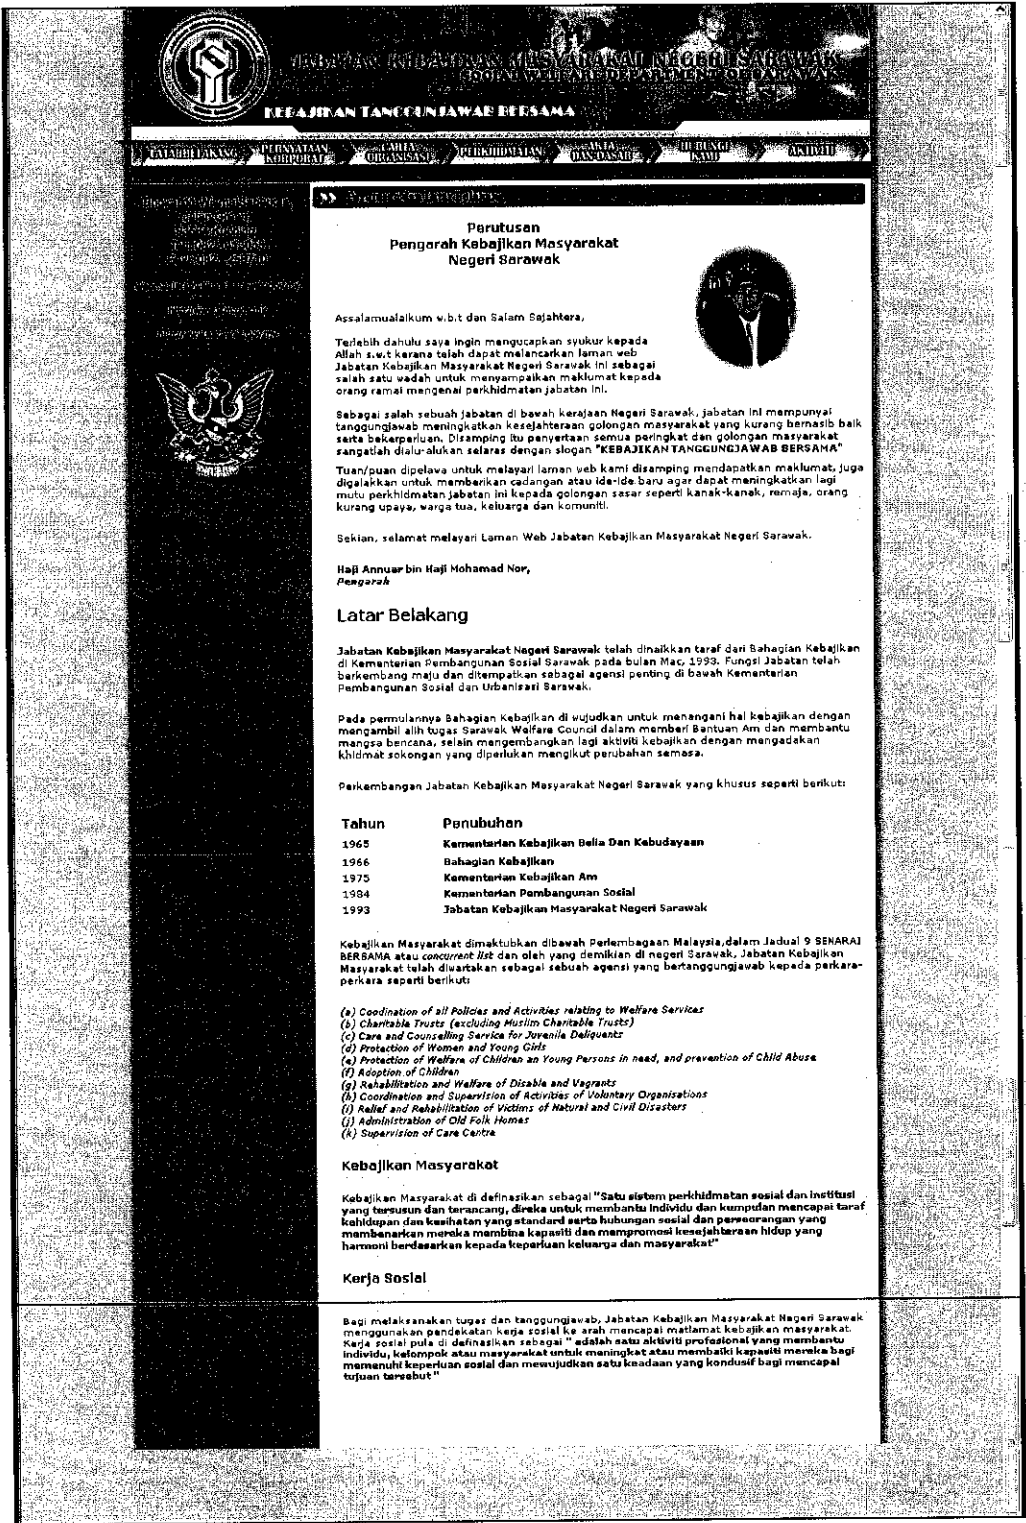 JABATAN KEBAJIKAN MASYARAKAT NEGERI SARAWAK
SOCIAL WELFARE DEPARTMENT OF SARAWAK
KEBAJIKAN TANGGUNJAWAB BERSAMA
LATAR BELAKANG
PERNYATAAN KORPORAT
CARTA ORGANISASI
PERKHIDMATAN
AKTA DAN DASAR
HUBUNGI KAMI
AKTIVITI
Perutusan
Pengarah Kebajikan Masyarakat
Negeri Sarawak
Assalamualaikum w.b.t dan Salam Sejahtera,
Terlebih dahulu saya ingin mengucapkan syukur kepada
Allah s.w.t kerana telah dapat melancarkan laman web
Jabatan Kebajikan Masyarakat Negeri Sarawak ini sebagai
salah satu wadah untuk menyampaikan maklumat kepada
orang ramai mengenai perkhidmatan jabatan ini.
Sebagai salah sebuah jabatan di bawah kerajaan Negeri Sarawak, jabatan ini mempunyai
tanggungjawab meningkatkan kesejahteraan golongan masyarakat yang kurang bernasib baik
serta bekerperluan. Disamping itu penyertaan semua peringkat dan golongan masyarakat
sangatlah dialu-alukan selaras dengan slogan "KEBAJIKAN TANGGUNGJAWAB BERSAMA"
Tuan/puan dipelawa untuk melayari laman web kami disamping mendapatkan maklumat, juga
digalakkan untuk memberikan cadangan atau ide-ide baru agar dapat meningkatkan lagi
mutu perkhidmatan jabatan ini kepada golongan sasar seperti kanak-kanak, remaja, orang
kurang upaya, warga tua, keluarga dan komuniti.
Sekian, selamat melayari Laman Web Jabatan Kebajikan Masyarakat Negeri Sarawak.
Haji Annuar bin Haji Mohamad Nor,
Pengarah
Latar Belakang
Jabatan Kebajikan Masyarakat Negeri Sarawak telah dinaikkan taraf dari Bahagian Kebajikan
di Kementerian Pembangunan Sosial Sarawak pada bulan Mac, 1993. Fungsi Jabatan telah
berkembang maju dan ditempatkan sebagai agensi penting di bawah Kementerian
Pembangunan Sosial dan Urbanisasi Sarawak.
Pada permulannya Bahagian Kebajikan di wujudkan untuk menangani hal kebajikan dengan
mengambil alih tugas Sarawak Welfare Council dalam memberi Bantuan Am dan membantu
mangsa bencana, selain mengembangkan lagi aktiviti kebajikan dengan mengadakan
khidmat sokongan yang diperlukan mengikut perubahan semasa.
Perkembangan Jabatan Kebajikan Masyarakat Negeri Sarawak yang khusus seperti berikut:
Tahun Penubuhan
1965 Kementerian Kebajikan Belia Dan Kebudayaan
1966 Bahagian Kebajikan
1975 Kementerian Kebajikan Am
1984 Kementerian Pembangunan Sosial
1993 Jabatan Kebajikan Masyarakat Negeri Sarawak
Kebajikan Masyarakat dimaktubkan dibawah Perlembagaan Malaysia,dalam Jadual 9 SENARAI
BERSAMA atau concurrent list dan oleh yang demikian di negeri Sarawak, Jabatan Kebajikan
Masyarakat telah diwartakan sebagai sebuah agensi yang bertanggungjawab kepada perkara-
perkara seperti berikut:
(a) Coodination of all Policies and Activities relating to Welfare Services
(b) Charitable Trusts (excluding Muslim Charitable Trusts)
(c) Care and Counselling Service for Juvenile Deliquents
(d) Protection of Women and Young Girls
(e) Protection of Welfare of Children an Young Persons in need, and prevention of Child Abuse
(f) Adoption of Children
(g) Rehabilitation and Welfare of Disable and Vagrants
(h) Coordination and Supervision of Activities of Voluntary Organisations
(i) Relief and Rehabilitation of Victims of Natural and Civil Disasters
(j) Administration of Old Folk Homes
(k) Supervision of Care Centre
Kebajikan Masyarakat
Kebajikan Masyarakat di definasikan sebagai "Satu sistem perkhidmatan sosial dan institusi
yang tersusun dan terancang, direka untuk membantu individu dan kumpulan mencapai taraf
kehidupan dan kesihatan yang standard serta hubungan sosial dan perseorangan yang
membenarkan mereka membina kapasiti dan mempromosi kesejahteraan hidup yang
harmoni berdasarkan kepada keperluan keluarga dan masyarakat"
Kerja Sosial
Bagi melaksanakan tugas dan tanggungjawab, Jabatan Kebajikan Masyarakat Negeri Sarawak
menggunakan pendekatan kerja sosial ke arah mencapai matlamat kebajikan masyarakat.
Kerja sosial pula di definasikan sebagai " adalah satu aktiviti profesional yang membantu
individu, kelompok atau masyarakat untuk meningkat atau membaiki kapasiti mereka bagi
memenuhi keperluan sosial dan mewujudkan satu keadaan yang kondusif bagi mencapai
tujuan tersebut "